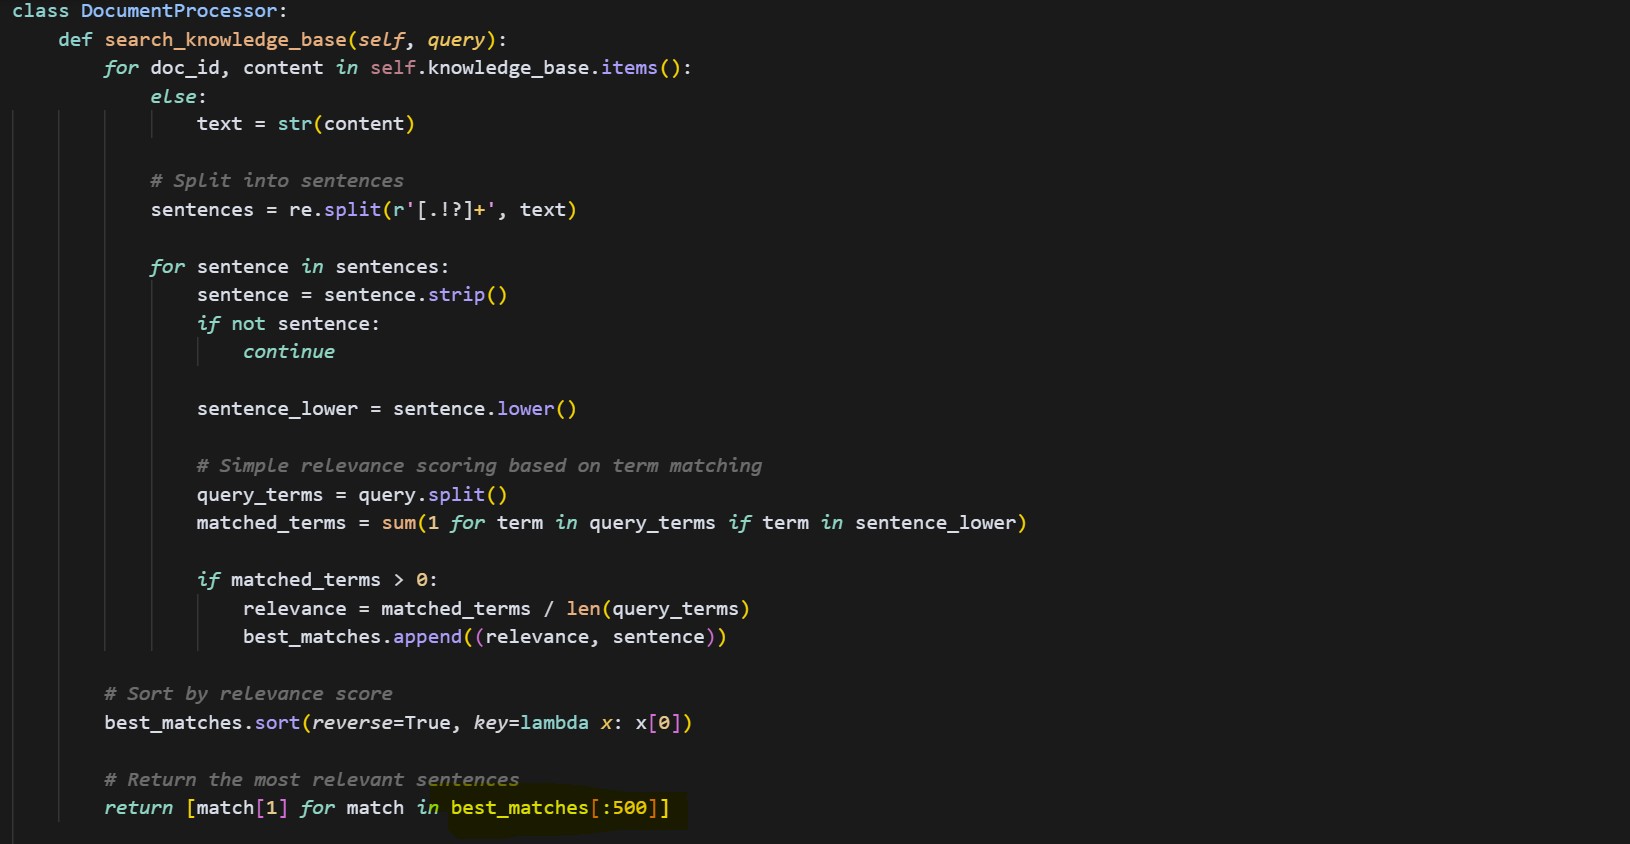 class DocumentProcessor:
    def search_knowledge_base(self, query):
        for doc_id, content in self.knowledge_base.items():
            else:
                text = str(content)
            # Split into sentences
            sentences = re.split(r'[.!?]+', text)
            for sentence in sentences:
                sentence = sentence.strip()
                if not sentence:
                    continue
                sentence_lower = sentence.lower()
                # Simple relevance scoring based on term matching
                query_terms = query.split()
                matched_terms = sum(1 for term in query_terms if term in sentence_lower)
                if matched_terms > 0:
                    relevance = matched_terms / len(query_terms)
                    best_matches.append((relevance, sentence))
        # Sort by relevance score
        best_matches.sort(reverse=True, key=lambda x: x[0])
        # Return the most relevant sentences
        return [match[1] for match in best_matches[:500]]